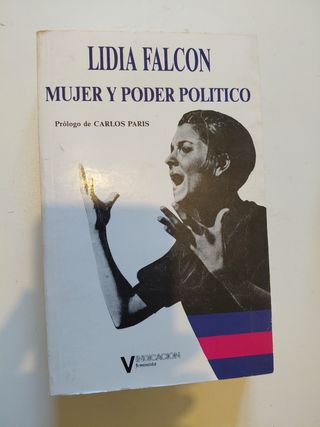 LIDIA FALCON
MUJER Y PODER POLITICO
Prólogo de CARLOS PARIS
VINDICACION
Feminista